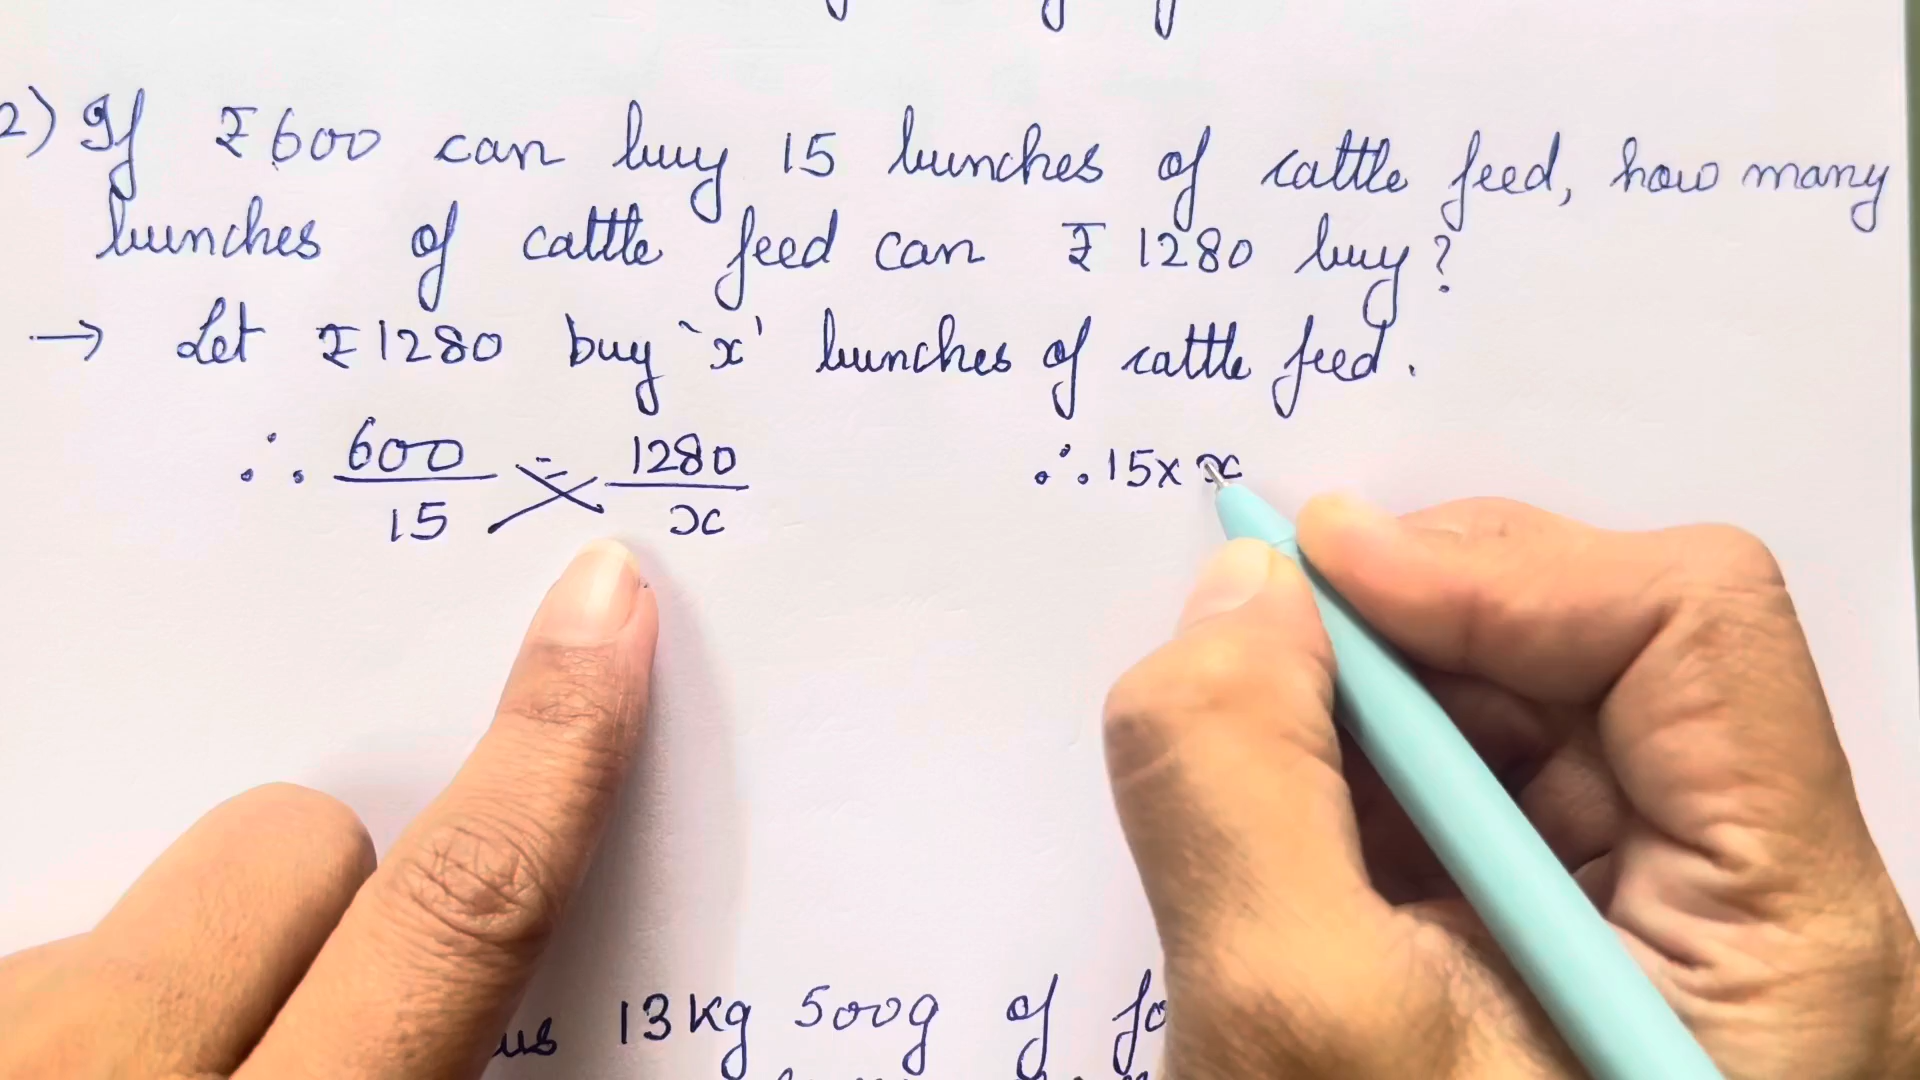 2) If ₹600 can buy 15 bunches of cattle feed, how many
bunches of cattle feed can ₹ 1280 buy?
→ Let ₹1280 buy 'x' bunches of cattle feed.
∴ 600/15 = 1280/x ∴ 15 x x
13 kg 500g of